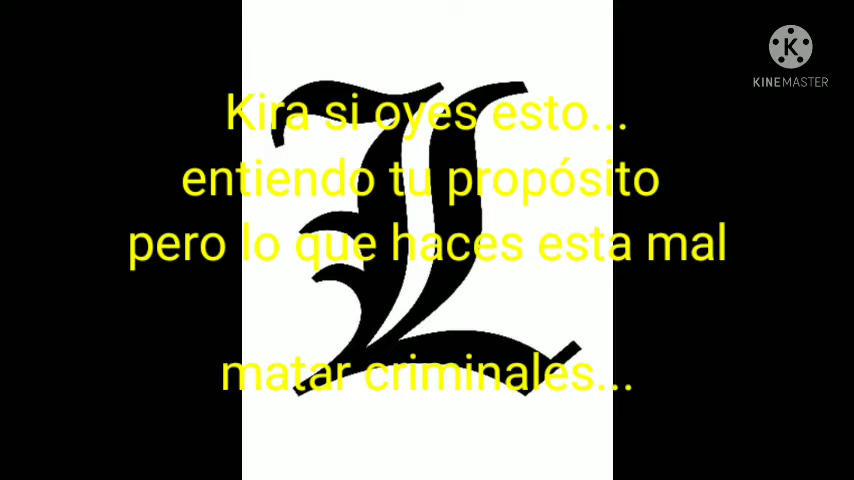 KINEMASTER
Kira si oyes esto...
entiendo tu propósito
pero lo que haces esta mal
matar criminales...